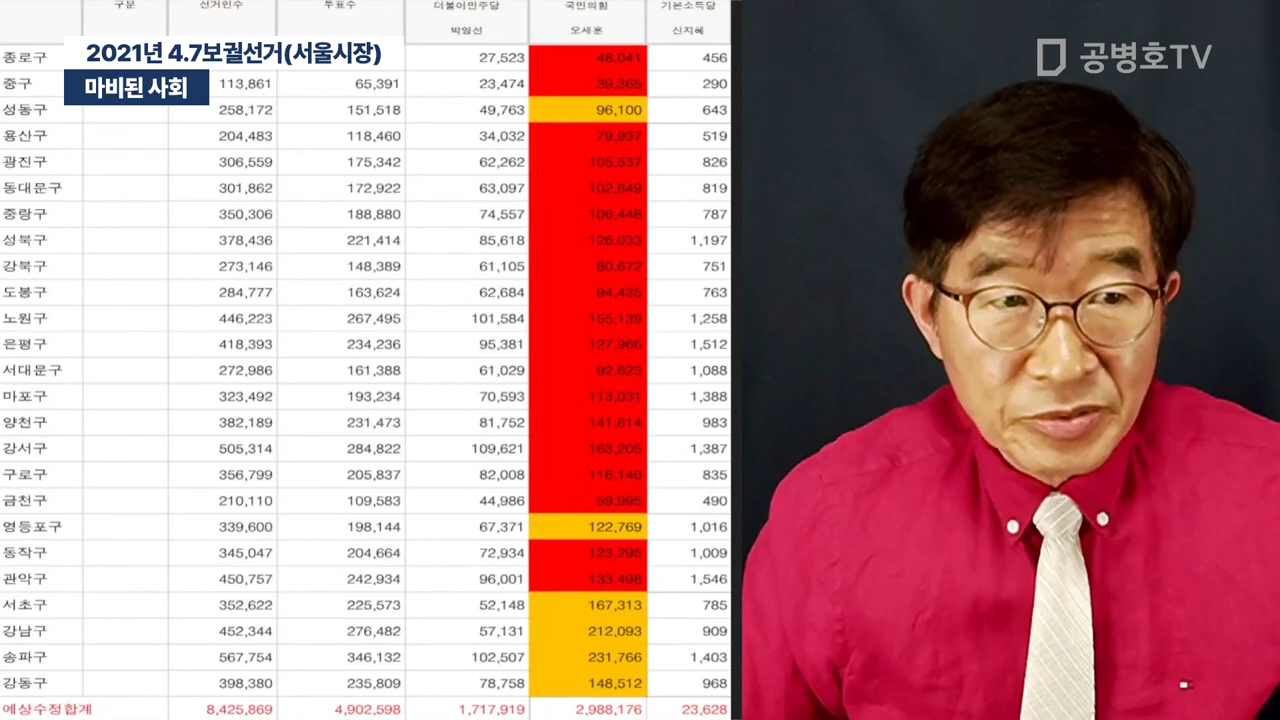 구분 선거인수 투표수 더불어민주당 국민의힘 기본소득당
박영선 오세훈 신지혜
2021년 4.7보궐선거(서울시장)
마비된 사회
공병호TV
종로구 27,523 48,041 456
중구 113,861 65,391 23,474 39,365 290
성동구 258,172 151,518 49,763 96,100 643
용산구 204,483 118,460 34,032 79,937 519
광진구 306,559 175,342 62,262 105,537 826
동대문구 301,862 172,922 63,097 102,649 819
중랑구 350,306 188,880 74,557 106,448 787
성북구 378,436 221,414 85,618 126,033 1,197
강북구 273,146 148,389 61,105 80,672 751
도봉구 284,777 163,624 62,684 94,435 763
노원구 446,223 267,495 101,584 155,139 1,258
은평구 418,393 234,236 95,381 127,966 1,512
서대문구 272,986 161,388 61,029 92,623 1,088
마포구 323,492 193,234 70,593 113,031 1,388
양천구 382,189 231,473 81,752 141,614 983
강서구 505,314 284,822 109,621 163,205 1,387
구로구 356,799 205,837 82,008 116,140 835
금천구 210,110 109,583 44,986 59,995 490
영등포구 339,600 198,144 67,371 122,769 1,016
동작구 345,047 204,664 72,934 123,295 1,009
관악구 450,757 242,934 96,001 133,498 1,546
서초구 352,622 225,573 52,148 167,313 785
강남구 452,344 276,482 57,131 212,093 909
송파구 567,754 346,132 102,507 231,766 1,403
강동구 398,380 235,809 78,758 148,512 968
예상수정합계 8,425,869 4,902,598 1,717,919 2,988,176 23,628